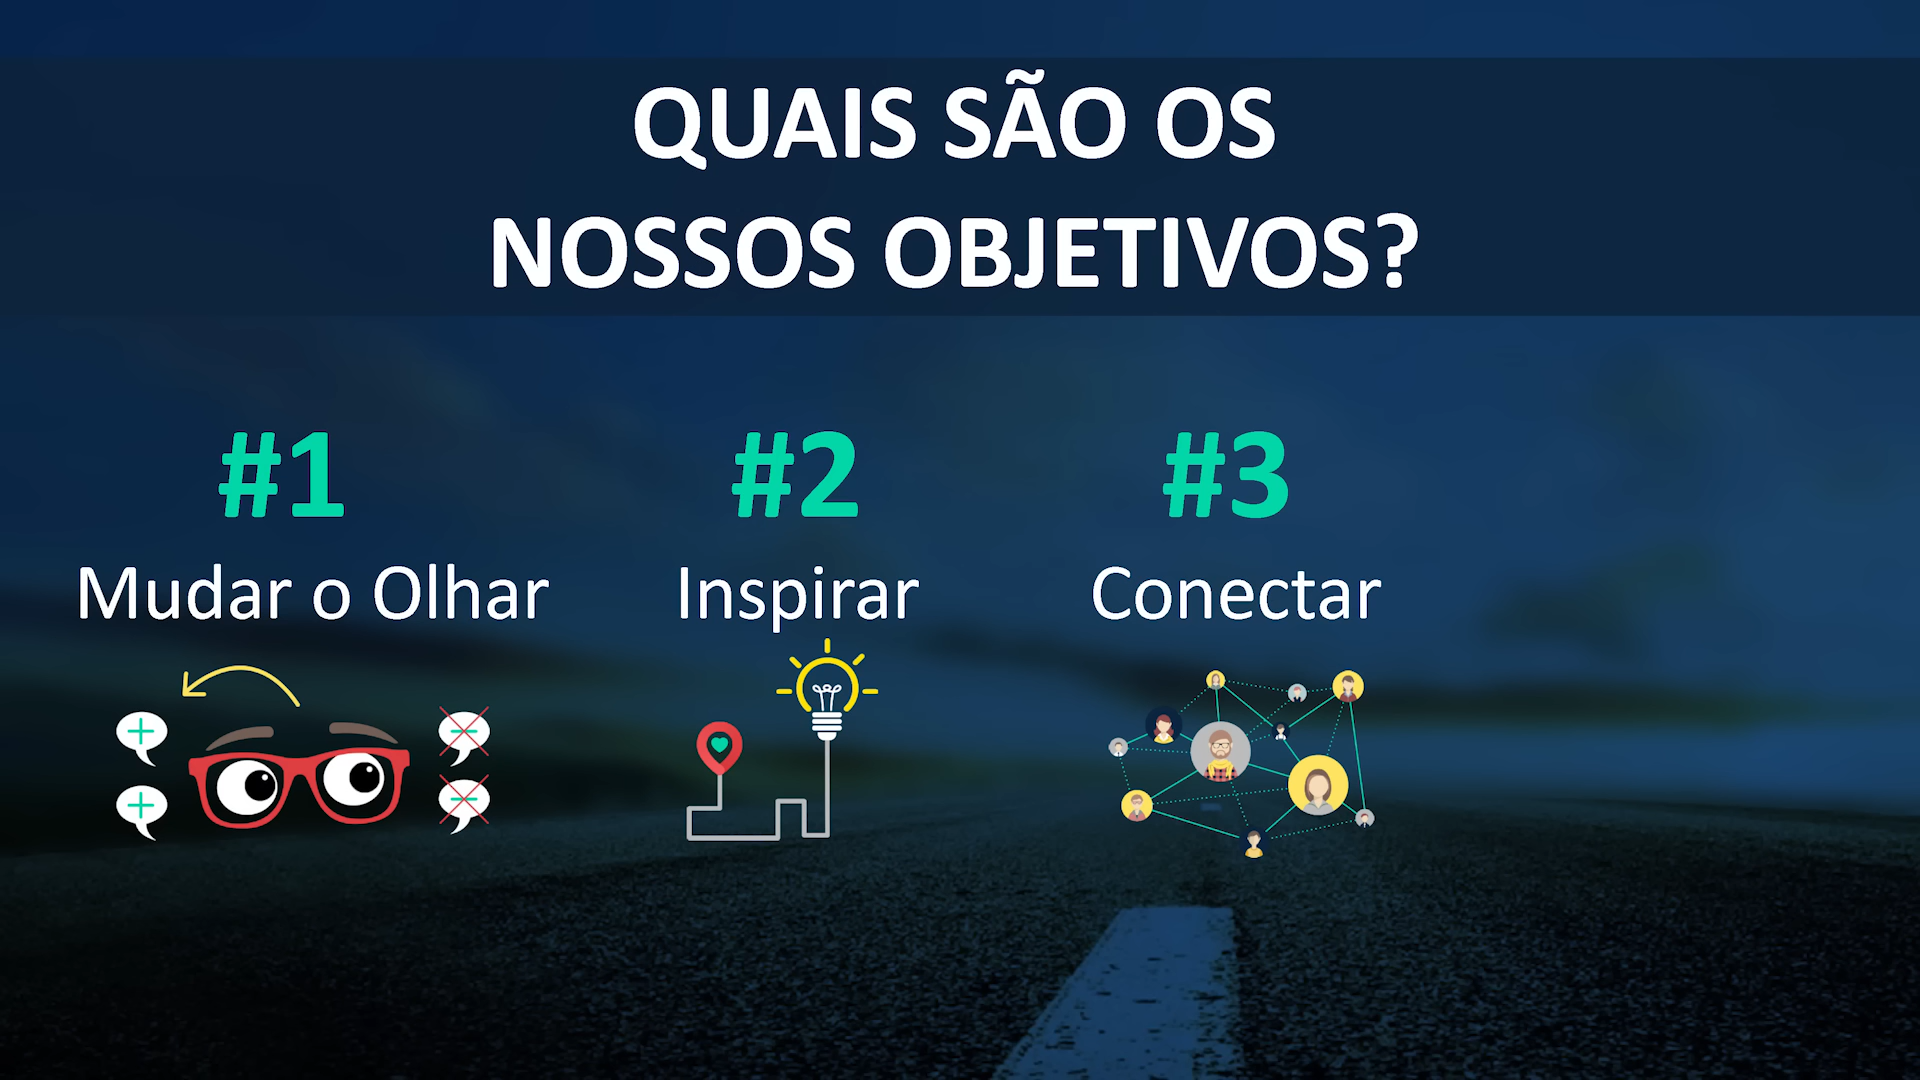 QUAIS SÃO OS
NOSSOS OBJETIVOS?
#1
Mudar o Olhar
#2
Inspirar
#3
Conectar